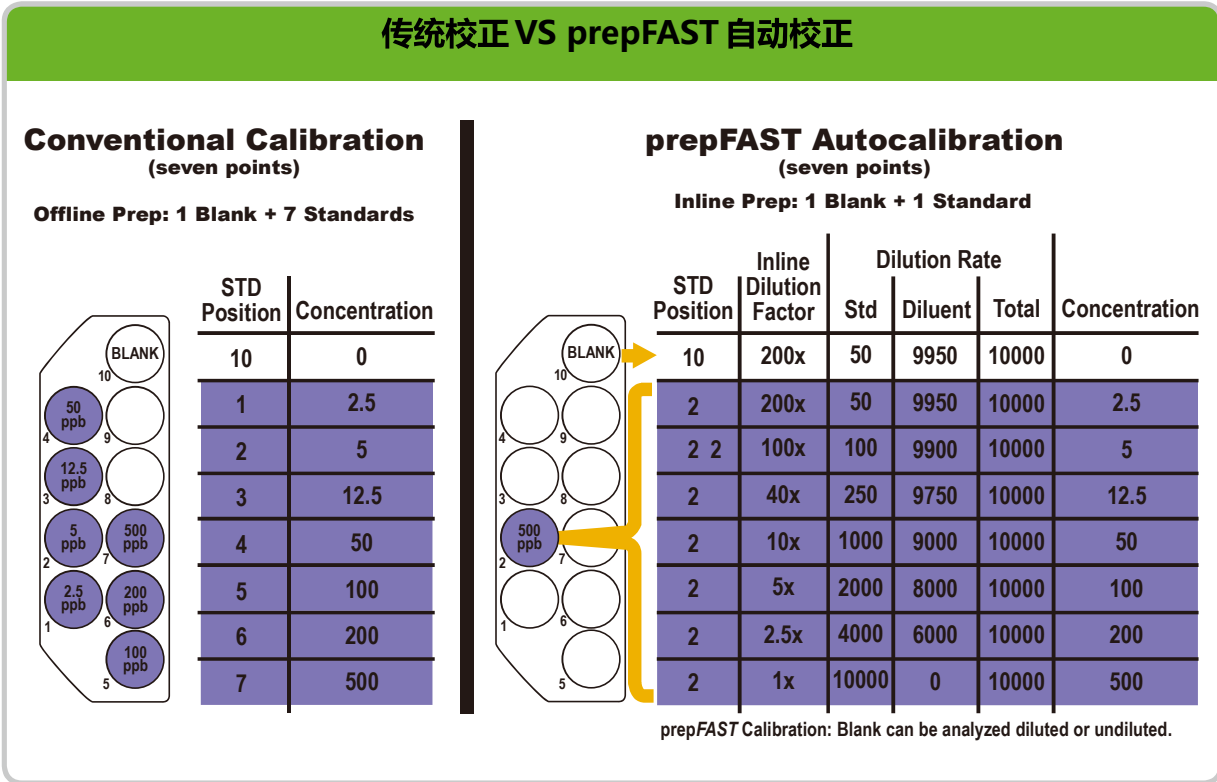 传统校正 VS prepFAST 自动校正
Conventional Calibration
(seven points)
Offline Prep: 1 Blank + 7 Standards
STD Position Concentration
10 0
1 2.5
2 5
3 12.5
4 50
5 100
6 200
7 500
BLANK
10
50 ppb
4
9
12.5 ppb
3
8
5 ppb
2
500 ppb
7
2.5 ppb
1
200 ppb
6
100 ppb
5
prepFAST Autocalibration
(seven points)
Inline Prep: 1 Blank + 1 Standard
Dilution Rate
STD Position Inline Dilution Factor Std Diluent Total Concentration
10 200x 50 9950 10000 0
2 200x 50 9950 10000 2.5
2 2 100x 100 9900 10000 5
2 40x 250 9750 10000 12.5
2 10x 1000 9000 10000 50
2 5x 2000 8000 10000 100
2 2.5x 4000 6000 10000 200
2 1x 10000 0 10000 500
BLANK
10
4
9
3
8
500 ppb
2
7
1
6
5
prepFAST Calibration: Blank can be analyzed diluted or undiluted.